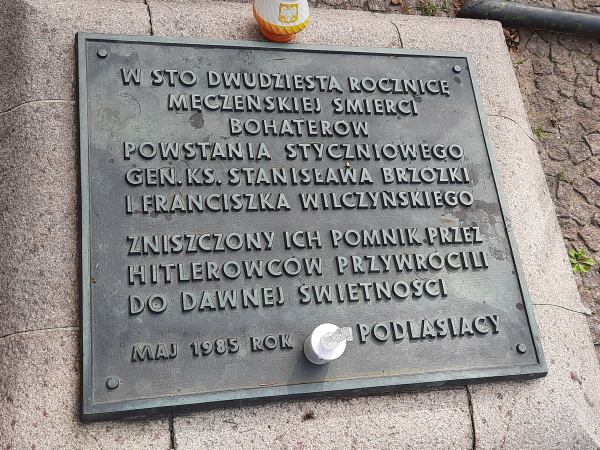 W STO DWUDZIESTĄ ROCZNICĘ
MĘCZEŃSKIEJ ŚMIERCI
BOHATERÓW
POWSTANIA STYCZNIOWEGO
GEN. KS. STANISŁAWA BRZÓZKI
I FRANCISZKA WILCZYŃSKIEGO
ZNISZCZONY ICH POMNIK PRZEZ
HITLEROWCÓW PRZYWRÓCILI
DO DAWNEJ ŚWIETNOŚCI
MAJ 1985 ROK PODLASIACY